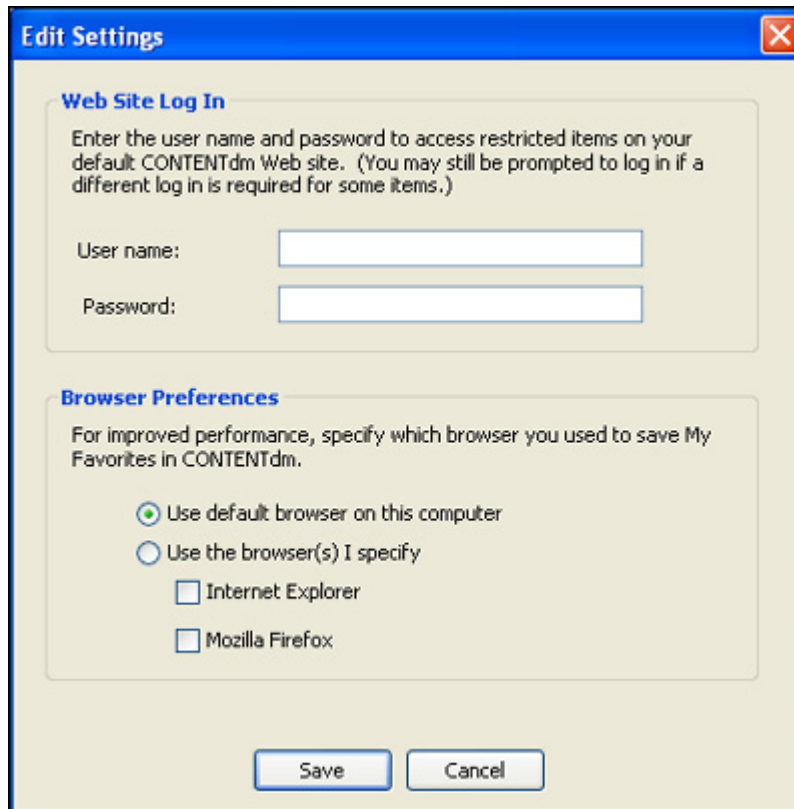 Edit Settings
Web Site Log In
Enter the user name and password to access restricted items on your
default CONTENTdm Web site. (You may still be prompted to log in if a
different log in is required for some items.)
User name:
Password:
Browser Preferences
For improved performance, specify which browser you used to save My
Favorites in CONTENTdm.
Use default browser on this computer
Use the browser(s) I specify
Internet Explorer
Mozilla Firefox
Save
Cancel